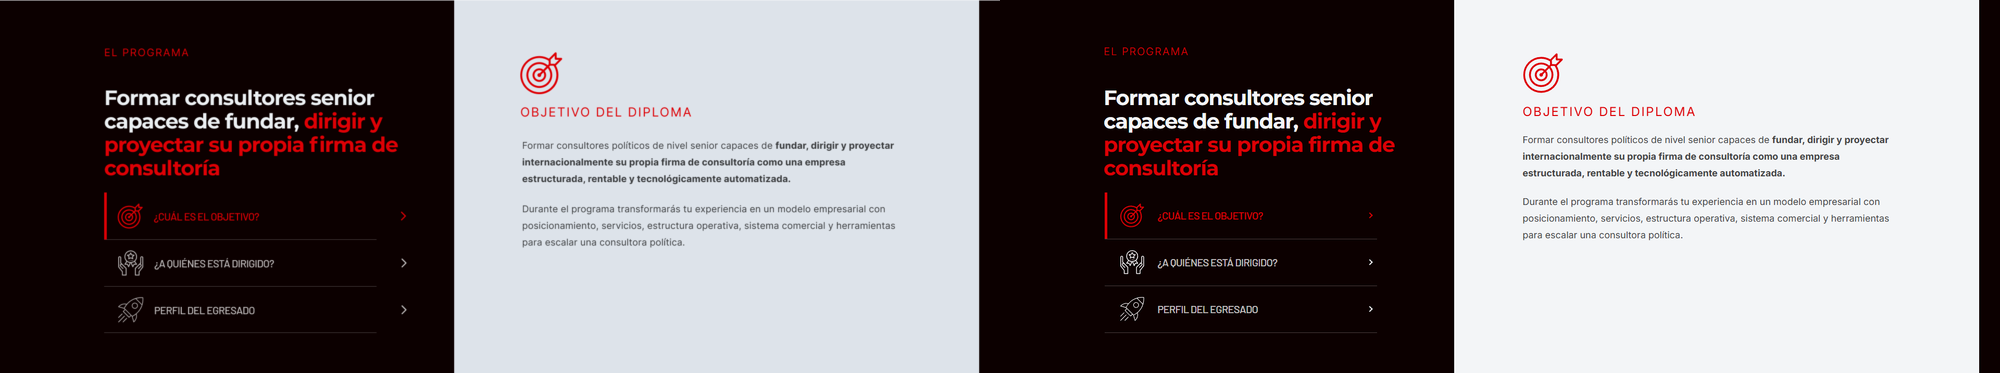 EL PROGRAMA
Formar consultores senior
capaces de fundar, dirigir y
proyectar su propia firma de
consultoría
¿CUÁL ES EL OBJETIVO?
¿A QUIÉNES ESTÁ DIRIGIDO?
PERFIL DEL EGRESADO
OBJETIVO DEL DIPLOMA
Formar consultores políticos de nivel senior capaces de fundar, dirigir y proyectar
internacionalmente su propia firma de consultoría como una empresa
estructurada, rentable y tecnológicamente automatizada.
Durante el programa transformarás tu experiencia en un modelo empresarial con
posicionamiento, servicios, estructura operativa, sistema comercial y herramientas
para escalar una consultora política.
EL PROGRAMA
Formar consultores senior
capaces de fundar, dirigir y
proyectar su propia firma de
consultoría
¿CUÁL ES EL OBJETIVO?
¿A QUIÉNES ESTÁ DIRIGIDO?
PERFIL DEL EGRESADO
OBJETIVO DEL DIPLOMA
Formar consultores políticos de nivel senior capaces de fundar, dirigir y proyectar
internacionalmente su propia firma de consultoría como una empresa
estructurada, rentable y tecnológicamente automatizada.
Durante el programa transformarás tu experiencia en un modelo empresarial con
posicionamiento, servicios, estructura operativa, sistema comercial y herramientas
para escalar una consultora política.